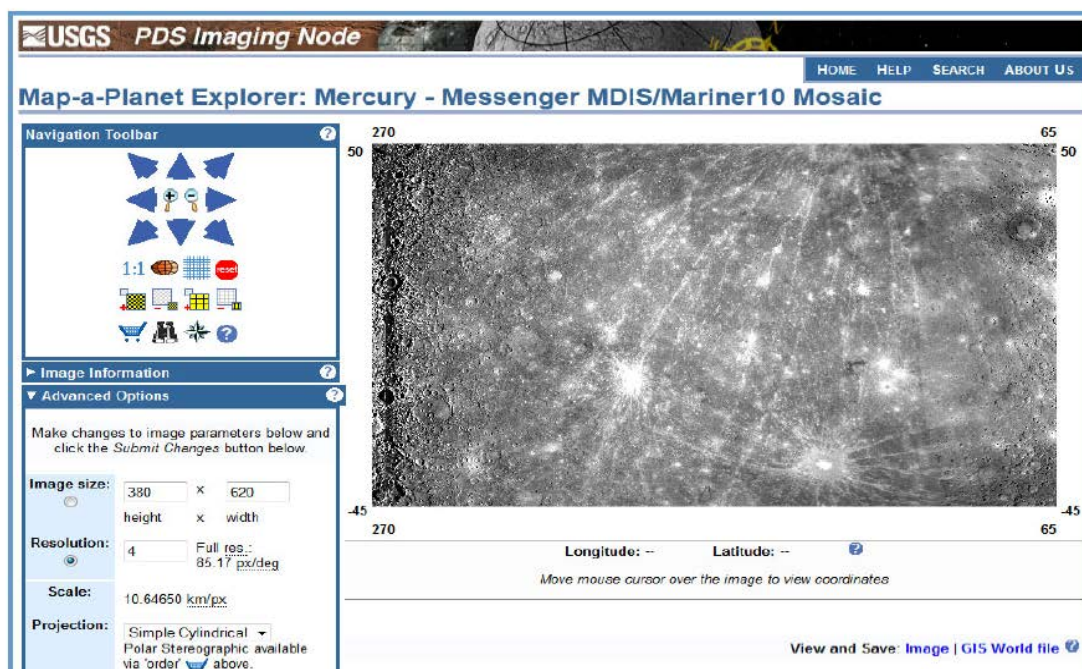 USGS PDS Imaging Node
HOME HELP SEARCH ABOUT US
Map-a-Planet Explorer: Mercury - Messenger MDIS/Mariner10 Mosaic
Navigation Toolbar ?
1:1 reset
?
Image Information ?
Advanced Options ?
Make changes to image parameters below and
click the Submit Changes button below.
Image size: 380 x 620
height x width
Resolution: 4 Full res.:
85.17 px/deg
Scale: 10.64650 km/px
Projection: Simple Cylindrical
Polar Stereographic available
via 'order' above.
270 65
50 50
-45 -45
270 65
Longitude: -- Latitude: -- ?
Move mouse cursor over the image to view coordinates
View and Save: Image | GIS World file ?